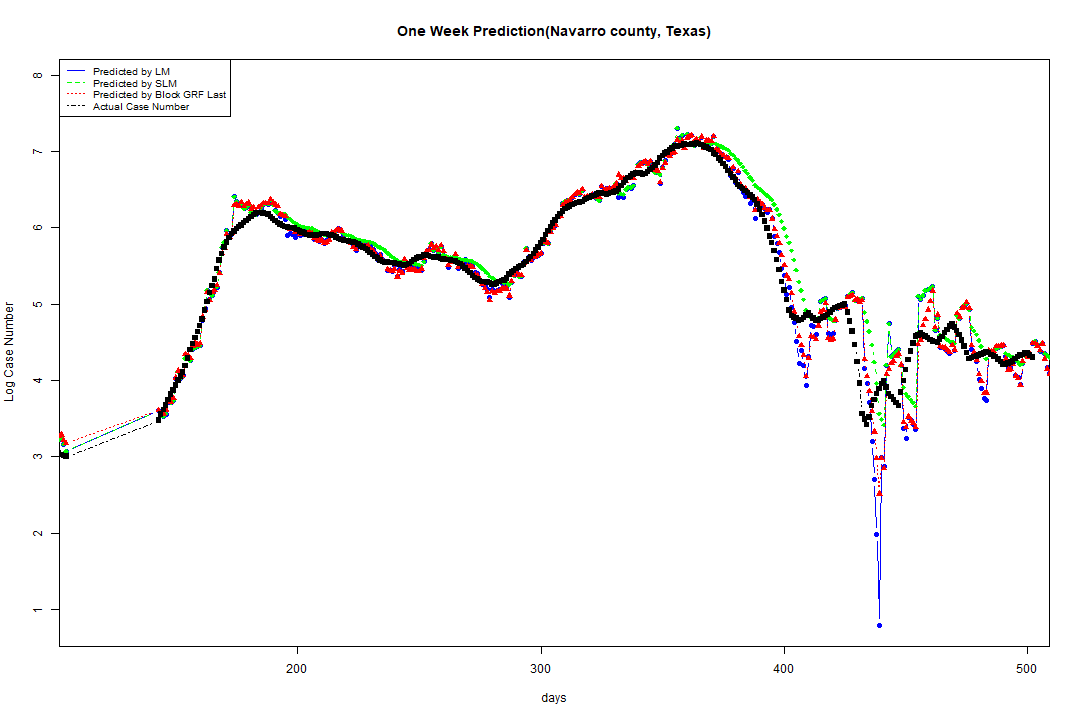 One Week Prediction(Navarro county, Texas)
Predicted by LM
Predicted by SLM
Predicted by Block GRF Last
Actual Case Number
8
7
6
5
4
3
2
1
Log Case Number
200 300 400 500
days